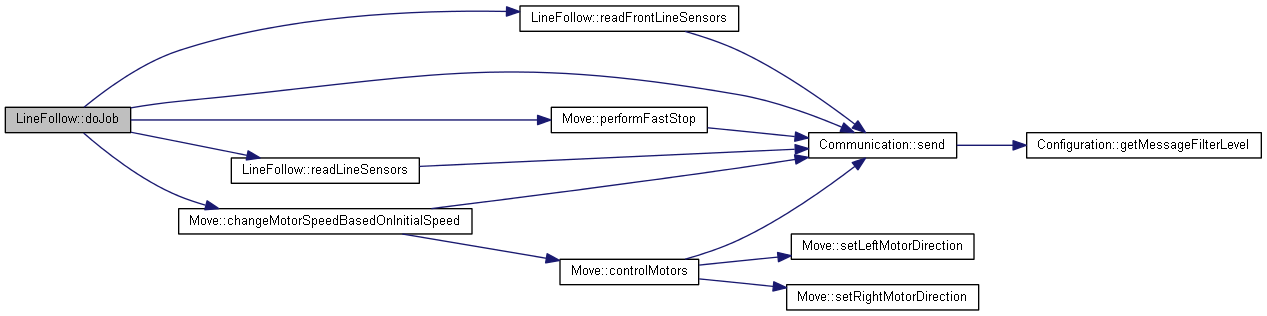 LineFollow::readFrontLineSensors
LineFollow::doJob
Move::performFastStop
Communication::send
Configuration::getMessageFilterLevel
LineFollow::readLineSensors
Move::changeMotorSpeedBasedOnInitialSpeed
Move::setLeftMotorDirection
Move::controlMotors
Move::setRightMotorDirection